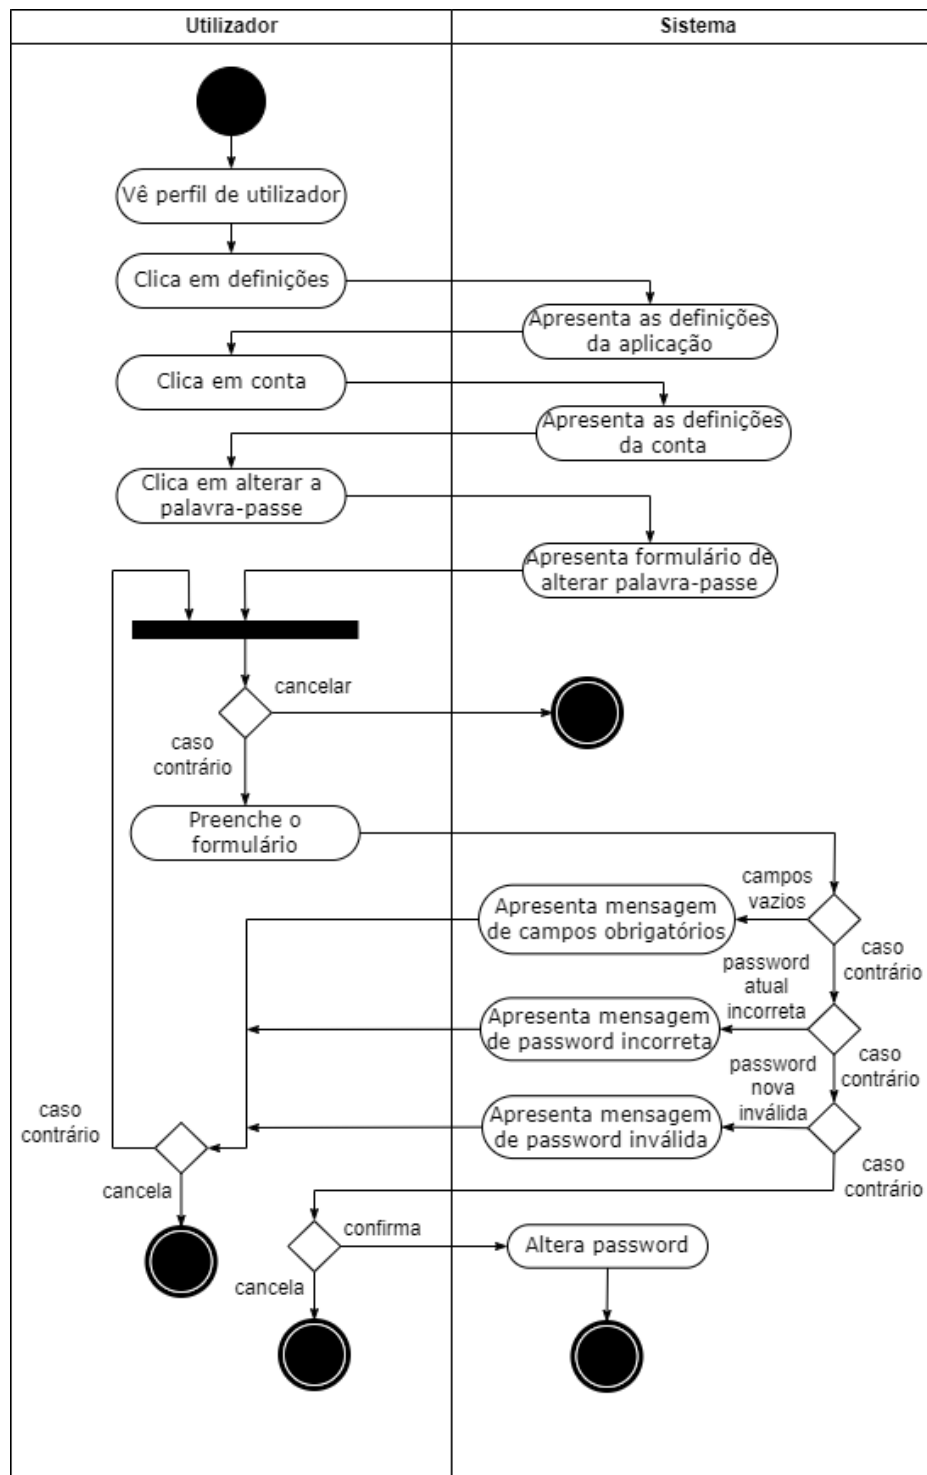 Utilizador
Sistema
Vê perfil de utilizador
Clica em definições
Apresenta as definições
da aplicação
Clica em conta
Apresenta as definições
da conta
Clica em alterar a
palavra-passe
Apresenta formulário de
alterar palavra-passe
cancelar
caso
contrário
Preenche o
formulário
campos
vazios
Apresenta mensagem
de campos obrigatórios
caso
contrário
password
atual
incorreta
Apresenta mensagem
de password incorreta
caso
contrário
password
nova
inválida
Apresenta mensagem
de password inválida
caso
contrário
caso
contrário
cancela
confirma
Altera password
cancela